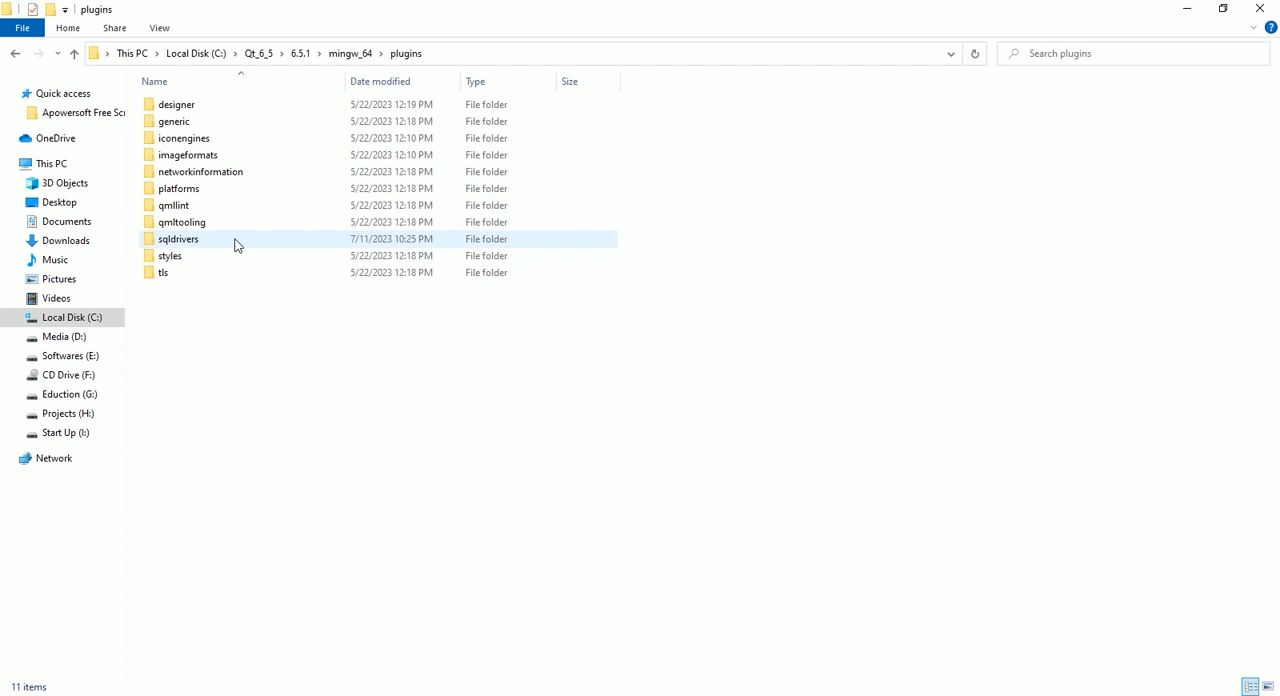 plugins
File Home Share View
This PC Local Disk (C:) Qt_6_5 6.5.1 mingw_64 plugins Search plugins
Name Date modified Type Size
Quick access
Apowersoft Free Scr
OneDrive
This PC
3D Objects
Desktop
Documents
Downloads
Music
Pictures
Videos
Local Disk (C:)
Media (D:)
Softwares (E:)
CD Drive (F:)
Eduction (G:)
Projects (H:)
Start Up (I:)
Network
designer 5/22/2023 12:19 PM File folder
generic 5/22/2023 12:18 PM File folder
iconengines 5/22/2023 12:10 PM File folder
imageformats 5/22/2023 12:10 PM File folder
networkinformation 5/22/2023 12:18 PM File folder
platforms 5/22/2023 12:18 PM File folder
qmllint 5/22/2023 12:18 PM File folder
qmltooling 5/22/2023 12:18 PM File folder
sqldrivers 7/11/2023 10:25 PM File folder
styles 5/22/2023 12:18 PM File folder
tls 5/22/2023 12:18 PM File folder
11 items